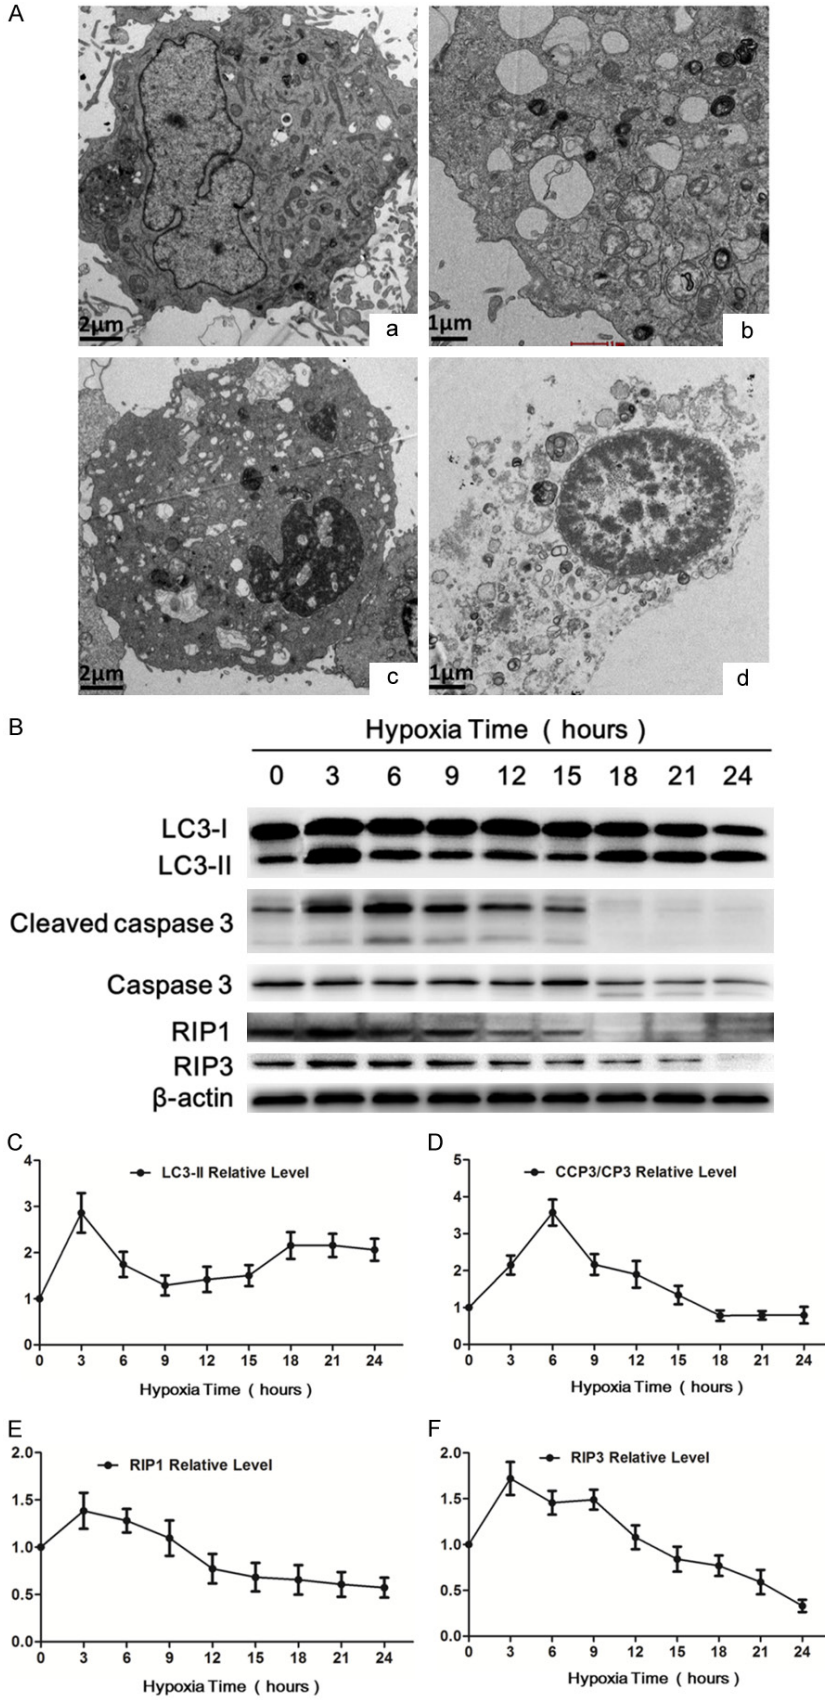 A
2µm
a
1µm
b
2µm
c
1µm
d
B
Hypoxia Time ( hours )
0 3 6 9 12 15 18 21 24
LC3-I
LC3-II
Cleaved caspase 3
Caspase 3
RIP1
RIP3
β-actin
C
LC3-II Relative Level
4
3
2
1
0
0 3 6 9 12 15 18 21 24
Hypoxia Time ( hours )
D
CCP3/CP3 Relative Level
5
4
3
2
1
0
0 3 6 9 12 15 18 21 24
Hypoxia Time ( hours )
E
RIP1 Relative Level
2.0
1.5
1.0
0.5
0.0
0 3 6 9 12 15 18 21 24
Hypoxia Time ( hours )
F
RIP3 Relative Level
2.0
1.5
1.0
0.5
0.0
0 3 6 9 12 15 18 21 24
Hypoxia Time ( hours )